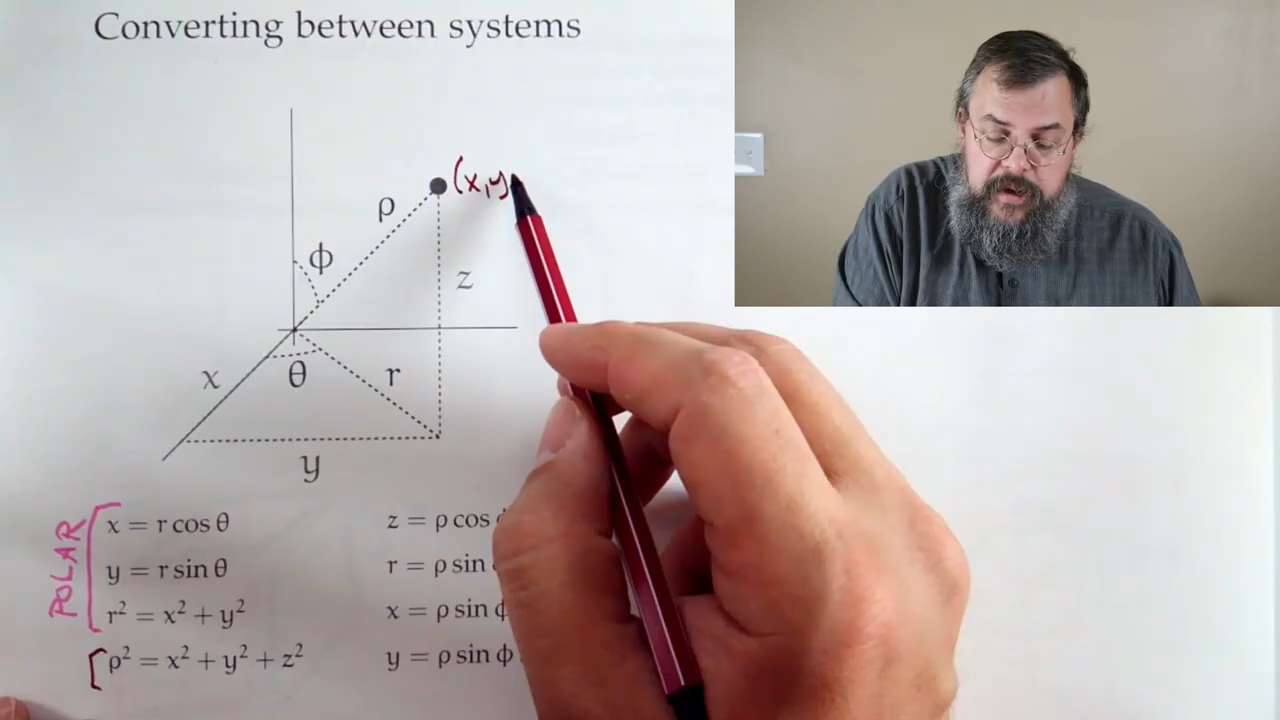 Converting between systems
ρ
(x,y
ϕ
z
x
θ
r
y
POLAR
x = r cos θ
y = r sin θ
r² = x² + y²
ρ² = x² + y² + z²
z = ρ cos
r = ρ sin
x = ρ sin ϕ
y = ρ sin ϕ